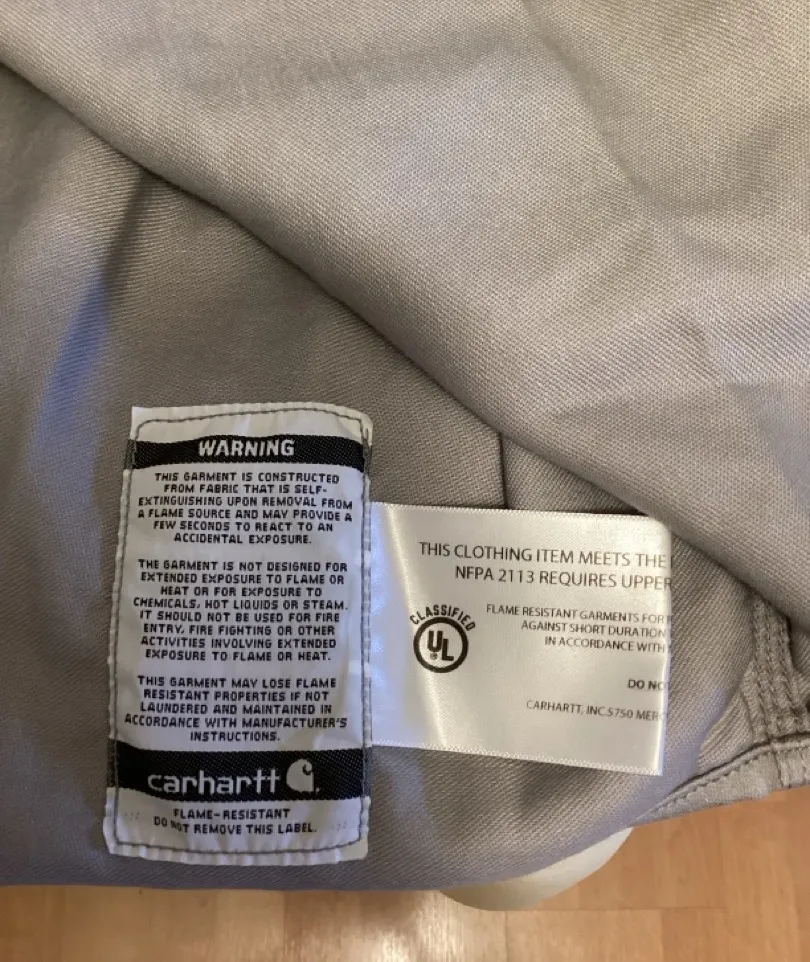 WARNING
THIS GARMENT IS CONSTRUCTED
FROM FABRIC THAT IS SELF-
EXTINGUISHING UPON REMOVAL FROM
A FLAME SOURCE AND MAY PROVIDE A
FEW SECONDS TO REACT TO AN
ACCIDENTAL EXPOSURE.
THE GARMENT IS NOT DESIGNED FOR
EXTENDED EXPOSURE TO FLAME OR
HEAT OR FOR EXPOSURE TO
CHEMICALS, HOT LIQUIDS OR STEAM.
IT SHOULD NOT BE USED FOR FIRE
ENTRY, FIRE FIGHTING OR OTHER
ACTIVITIES INVOLVING EXTENDED
EXPOSURE TO FLAME OR HEAT.
THIS GARMENT MAY LOSE FLAME
RESISTANT PROPERTIES IF NOT
LAUNDERED AND MAINTAINED IN
ACCORDANCE WITH MANUFACTURER'S
INSTRUCTIONS.
carhartt
FLAME-RESISTANT
DO NOT REMOVE THIS LABEL.
THIS CLOTHING ITEM MEETS THE
NFPA 2113 REQUIRES UPPER
CLASSIFIED
UL
®
FLAME RESISTANT GARMENTS FOR
AGAINST SHORT DURATION
IN ACCORDANCE WITH
DO NO
CARHARTT, INC.5750 MERC